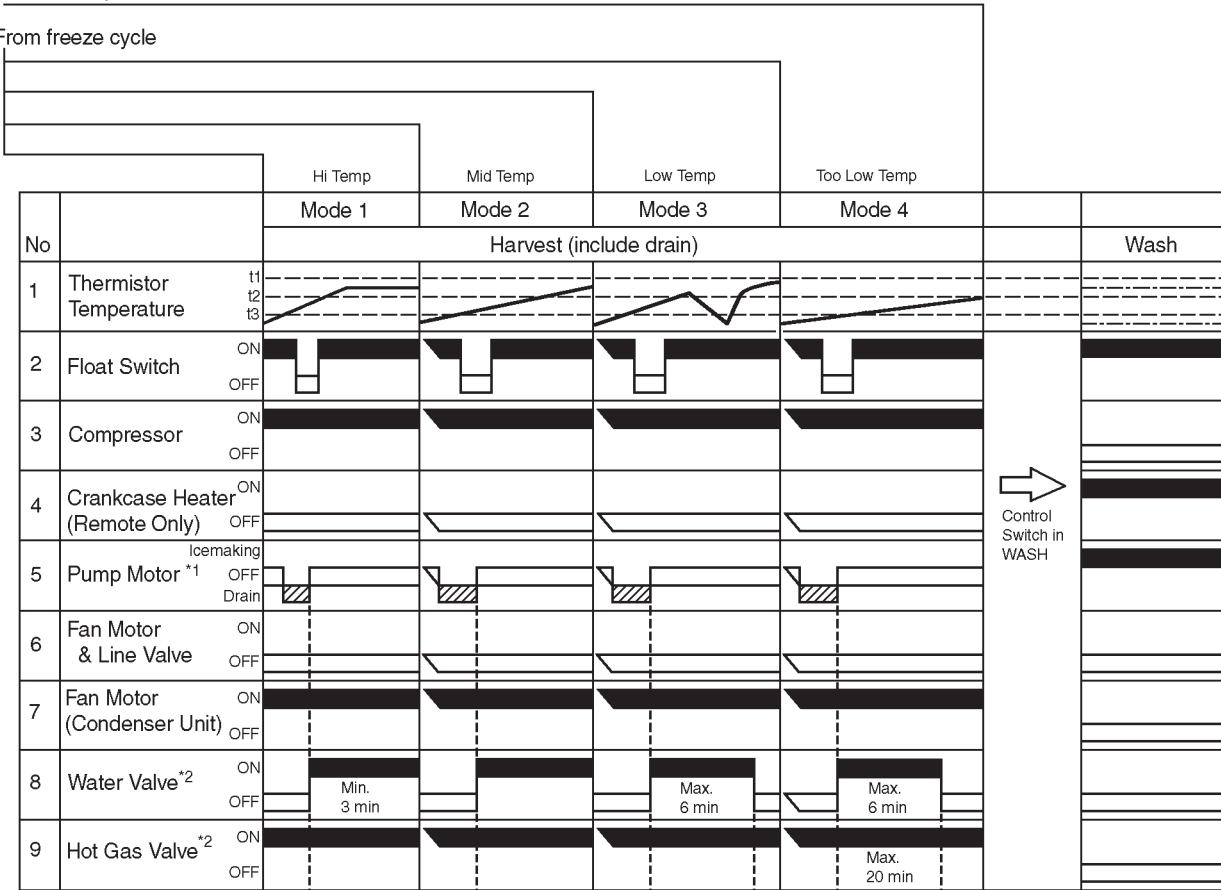 From freeze cycle
Hi Temp Mid Temp Low Temp Too Low Temp
Mode 1 Mode 2 Mode 3 Mode 4
No Harvest (include drain) Wash
1 Thermistor Temperature t1 t2 t3
2 Float Switch ON OFF
3 Compressor ON OFF
4 Crankcase Heater (Remote Only) ON OFF
Control
Switch in
WASH
5 Pump Motor *1 Icemaking OFF Drain
6 Fan Motor & Line Valve ON OFF
7 Fan Motor (Condenser Unit) ON OFF
8 Water Valve*2 ON OFF
Min. 3 min
Max. 6 min
Max. 6 min
9 Hot Gas Valve*2 ON OFF
Max. 20 min